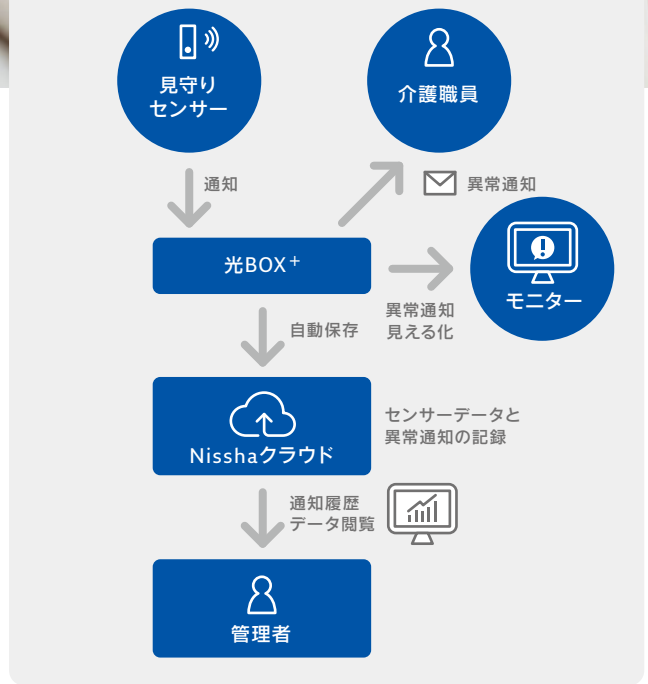 見守り
センサー
介護職員
通知
異常通知
光BOX+
異常通知
見える化
モニター
自動保存
Nisshaクラウド
センサーデータと
異常通知の記録
通知履歴
データ閲覧
管理者